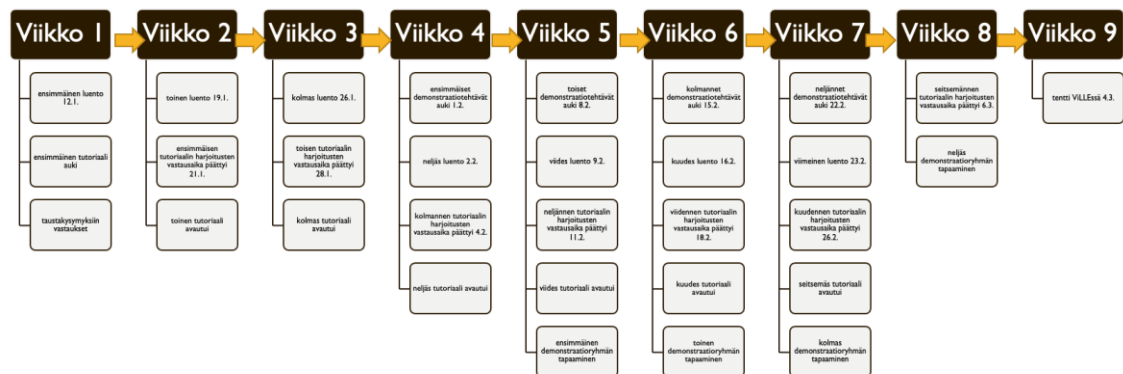 Viikko 1
ensimmäinen luento
12.1.
ensimmäinen tutoriaali
auki
taustakysymyksiin
vastaukset
Viikko 2
toinen luento 19.1.
ensimmäisen
tutoriaalin harjoitusten
vastausaika päättyi
21.1.
toinen tutoriaali
avautui
Viikko 3
kolmas luento 26.1.
toisen tutoriaalin
harjoitusten
vastausaika päättyi
28.1.
kolmas tutoriaali
avautui
Viikko 4
ensimmäiset
demonstraatiotehtävät
auki 1.2.
neljäs luento 2.2.
kolmannen tutoriaalin
harjoitusten
vastausaika päättyi 4.2.
neljäs tutoriaali avautui
Viikko 5
toiset
demonstraatiotehtävät
auki 8.2.
viides luento 9.2.
neljännen tutoriaalin
harjoitusten
vastausaika päättyi
11.2.
viides tutoriaali avautui
ensimmäinen
demonstraatioryhmän
tapaaminen
Viikko 6
kolmannet
demonstraatiotehtävät
auki 15.2.
kuudes luento 16.2.
viidennen tutoriaalin
harjoitusten
vastausaika päättyi
18.2.
kuudes tutoriaali
avautui
toinen
demonstraatioryhmän
tapaaminen
Viikko 7
neljännet
demonstraatiotehtävät
auki 22.2.
viimeinen luento 23.2.
kuudennen tutoriaalin
harjoitusten
vastausaika päättyi
26.2.
seitsemäs tutoriaali
avautui
kolmas
demonstraatioryhmän
tapaaminen
Viikko 8
seitsemännen
tutoriaalin harjoitusten
vastausaika päättyi 6.3.
neljäs
demonstraatioryhmän
tapaaminen
Viikko 9
tentti ViLLEssä 4.3.